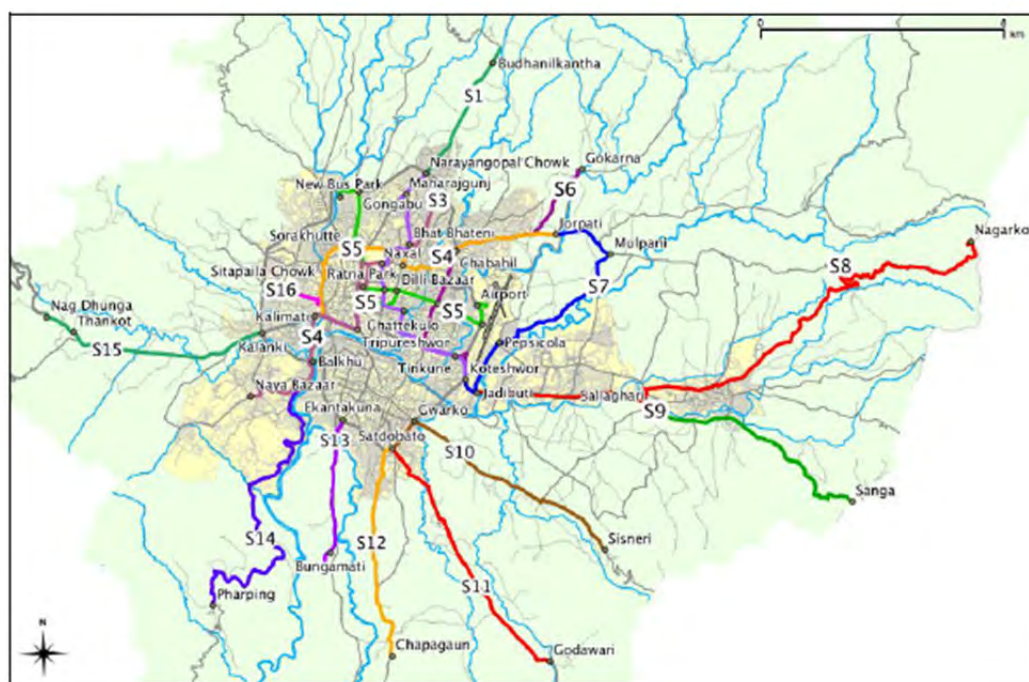 0
km
Budhanilkantha
S1
Narayangopal Chowk
Gokarna
New Bus Park
Maharajgunj
S6
Gongabu
S3
Sorakhutte
Bhat Bhateni
Jorpati
S5
Naxal
S4
Mulpani
Nagarko
Chabahil
S8
Sitapaila Chowk
Ratna Park
Dilli Bazaar
S7
S16
S5
S5
Airport
Nag Dhunga
Kalimati
Thankot
Ghattekulo
S4
Tripureshwor
Pepsicola
S15
Kalanki
Balkhu
Tinkune
Koteshwor
Naya Bazaar
Jadibuti
Sallaghari
Ekantakuna
Gwarko
S9
S13
Satdobato
S10
Sanga
S14
S12
Sisneri
Bungamati
S11
Pharping
N
Chapagaun
Godawari